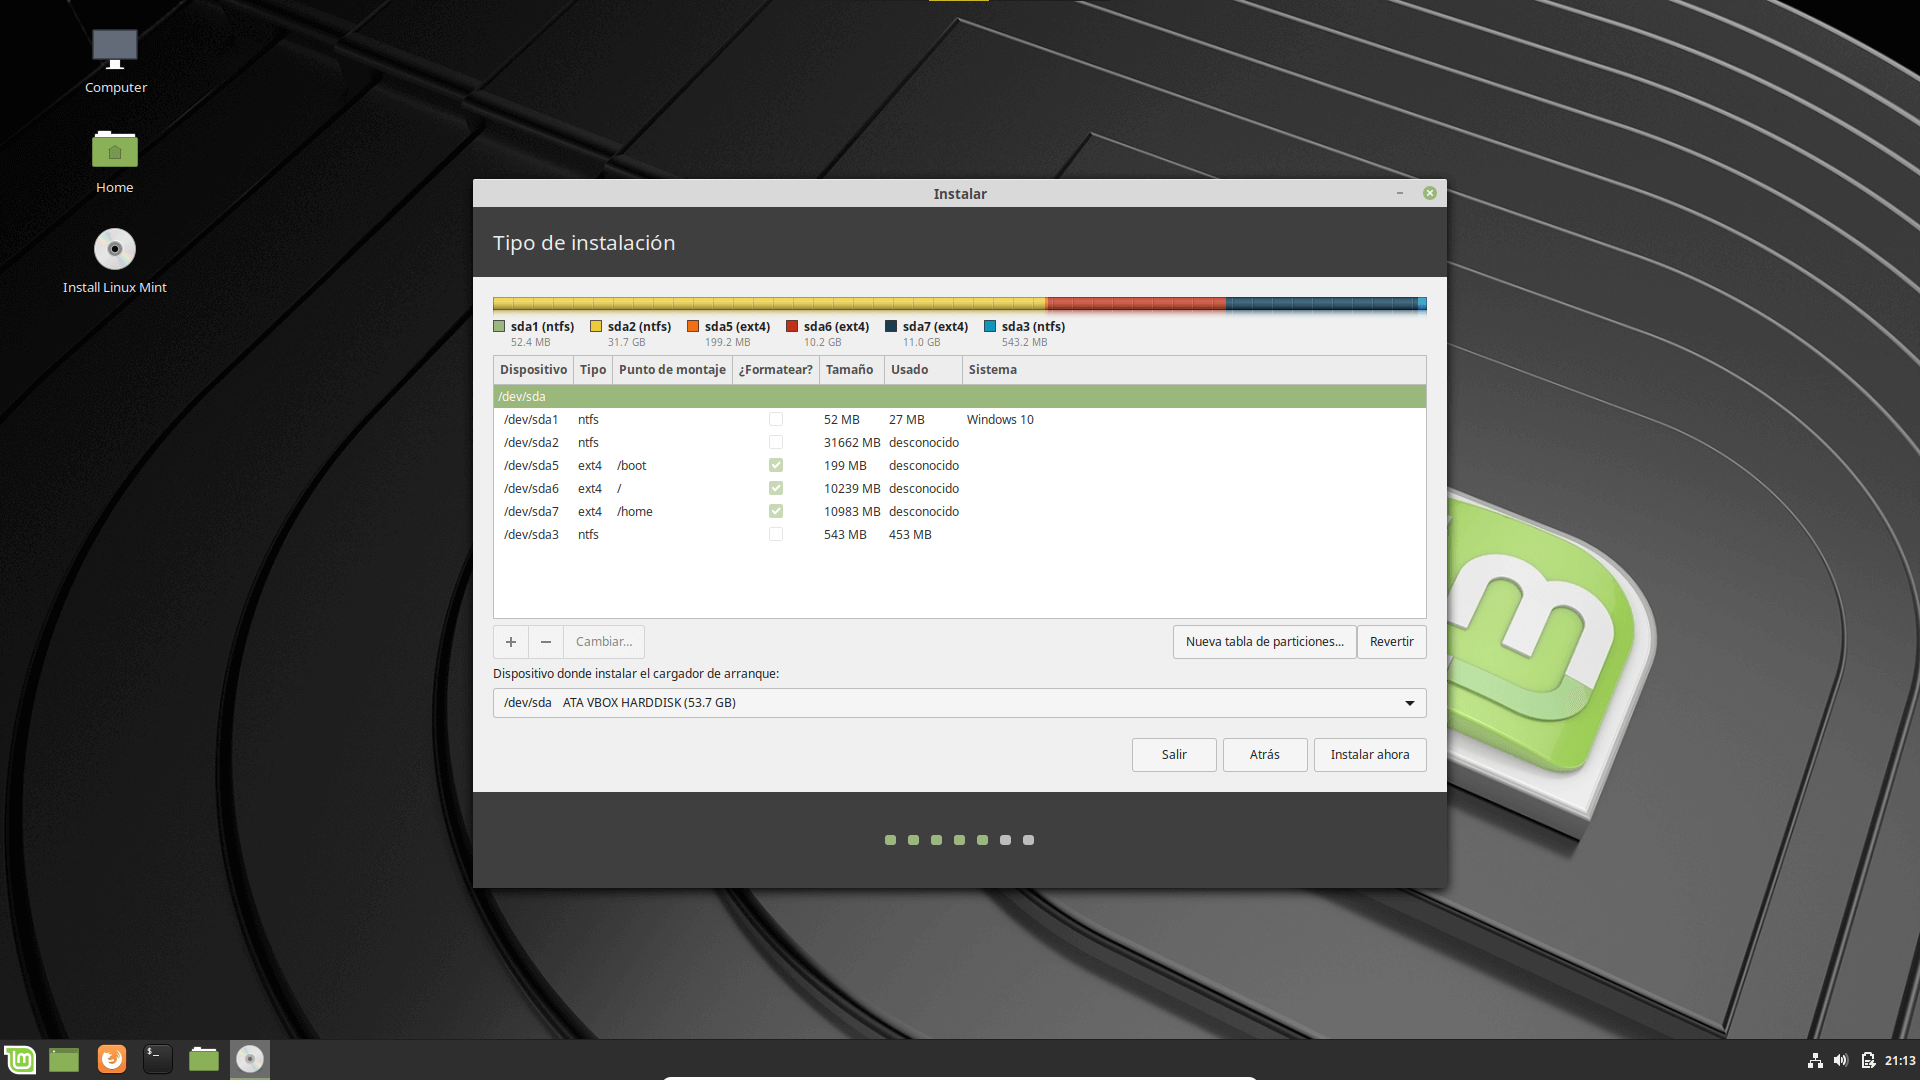 Computer
Home
Install Linux Mint
Instalar
Tipo de instalación
sda1 (ntfs) sda2 (ntfs) sda5 (ext4) sda6 (ext4) sda7 (ext4) sda3 (ntfs)
52.4 MB 31.7 GB 199.2 MB 10.2 GB 11.0 GB 543.2 MB
Dispositivo Tipo Punto de montaje ¿Formatear? Tamaño Usado Sistema
/dev/sda
/dev/sda1 ntfs 52 MB 27 MB Windows 10
/dev/sda2 ntfs 31662 MB desconocido
/dev/sda5 ext4 /boot 199 MB desconocido
/dev/sda6 ext4 / 10239 MB desconocido
/dev/sda7 ext4 /home 10983 MB desconocido
/dev/sda3 ntfs 543 MB 453 MB
+ − Cambiar... Nueva tabla de particiones... Revertir
Dispositivo donde instalar el cargador de arranque:
/dev/sda ATA VBOX HARDDISK (53.7 GB)
Salir Atrás Instalar ahora
21:13